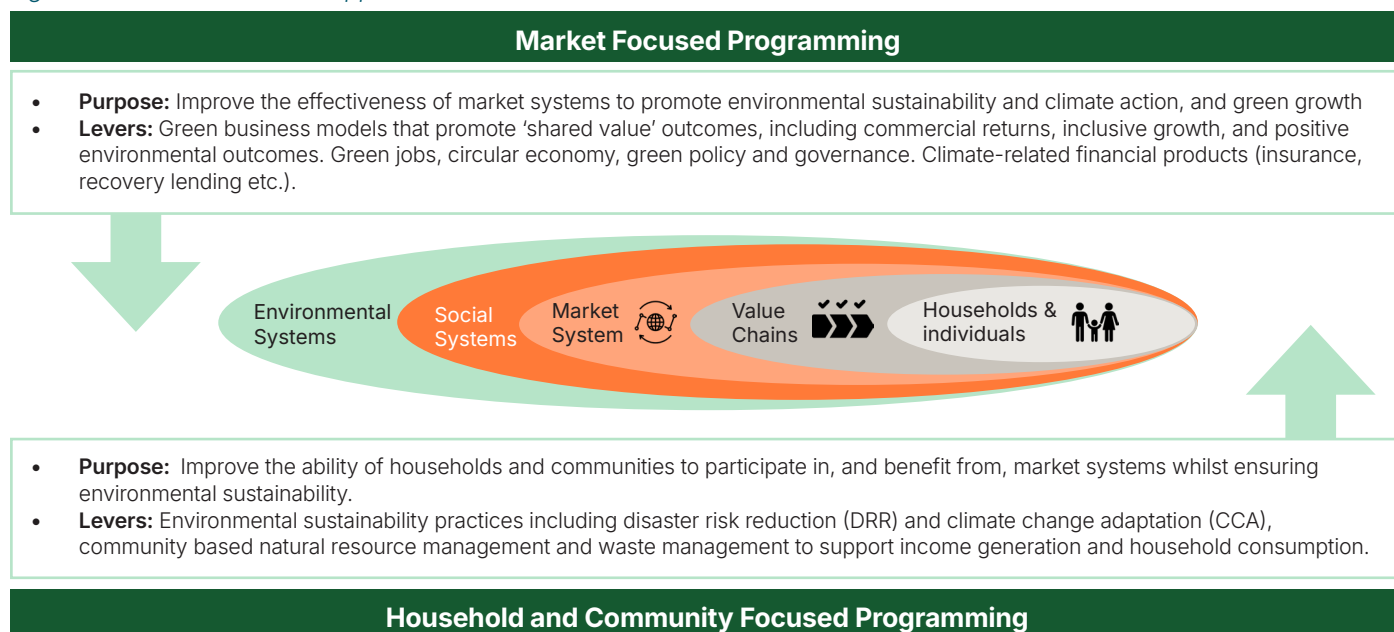 Market Focused Programming
• Purpose: Improve the effectiveness of market systems to promote environmental sustainability and climate action, and green growth
• Levers: Green business models that promote ‘shared value’ outcomes, including commercial returns, inclusive growth, and positive
environmental outcomes. Green jobs, circular economy, green policy and governance. Climate-related financial products (insurance,
recovery lending etc.).
Environmental
Systems
Social
Systems
Market
System
Value
Chains
Households &
individuals
• Purpose: Improve the ability of households and communities to participate in, and benefit from, market systems whilst ensuring
environmental sustainability.
• Levers: Environmental sustainability practices including disaster risk reduction (DRR) and climate change adaptation (CCA),
community based natural resource management and waste management to support income generation and household consumption.
Household and Community Focused Programming